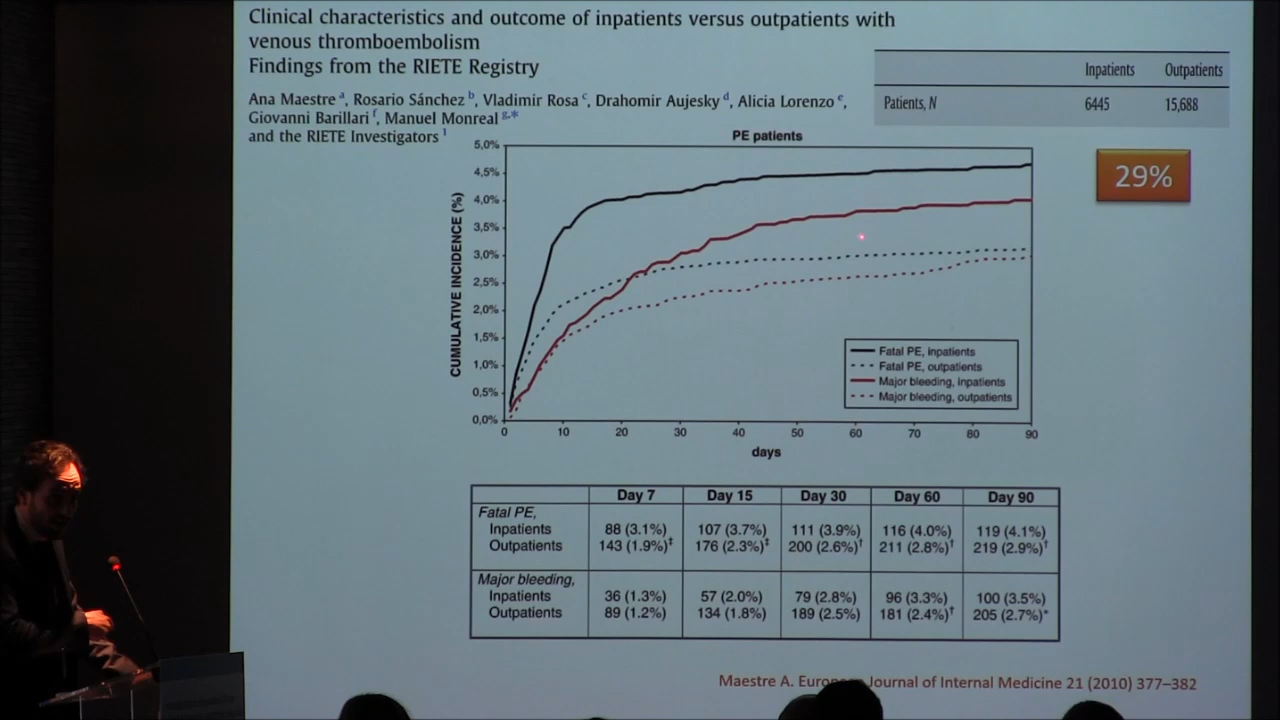 Clinical characteristics and outcome of inpatients versus outpatients with
venous thromboembolism
Findings from the RIETE Registry
Ana Maestre a, Rosario Sánchez b, Vladimir Rosa c, Drahomir Aujesky d, Alicia Lorenzo e,
Giovanni Barillari f, Manuel Monreal g,*
and the RIETE Investigators 1
Inpatients Outpatients
Patients, N 6445 15,688
29%
PE patients
CUMULATIVE INCIDENCE (%)
5,0%
4,5%
4,0%
3,5%
3,0%
2,5%
2,0%
1,5%
1,0%
0,5%
0,0%
Fatal PE, inpatients
Fatal PE, outpatients
Major bleeding, inpatients
Major bleeding, outpatients
0 10 20 30 40 50 60 70 80 90
days
Day 7 Day 15 Day 30 Day 60 Day 90
Fatal PE,
Inpatients 88 (3.1%) 107 (3.7%) 111 (3.9%) 116 (4.0%) 119 (4.1%)
Outpatients 143 (1.9%)‡ 176 (2.3%)‡ 200 (2.6%)† 211 (2.8%)† 219 (2.9%)†
Major bleeding,
Inpatients 36 (1.3%) 57 (2.0%) 79 (2.8%) 96 (3.3%) 100 (3.5%)
Outpatients 89 (1.2%) 134 (1.8%) 189 (2.5%) 181 (2.4%)† 205 (2.7%)*
Maestre A. Journal of Internal Medicine 21 (2010) 377–382